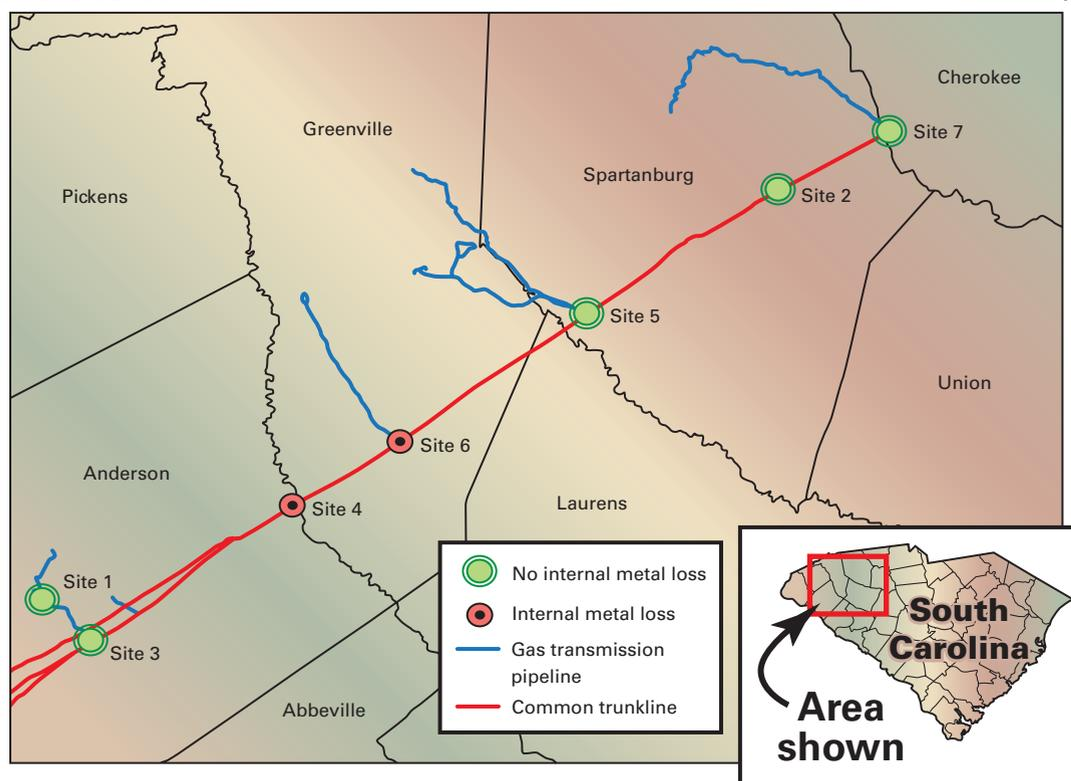 Cherokee
Greenville
Site 7
Spartanburg
Pickens
Site 2
Site 5
Union
Site 6
Anderson
Laurens
Site 4
Site 1
Site 3
Abbeville
No internal metal loss
Internal metal loss
Gas transmission
pipeline
Common trunkline
South
Carolina
Area
shown